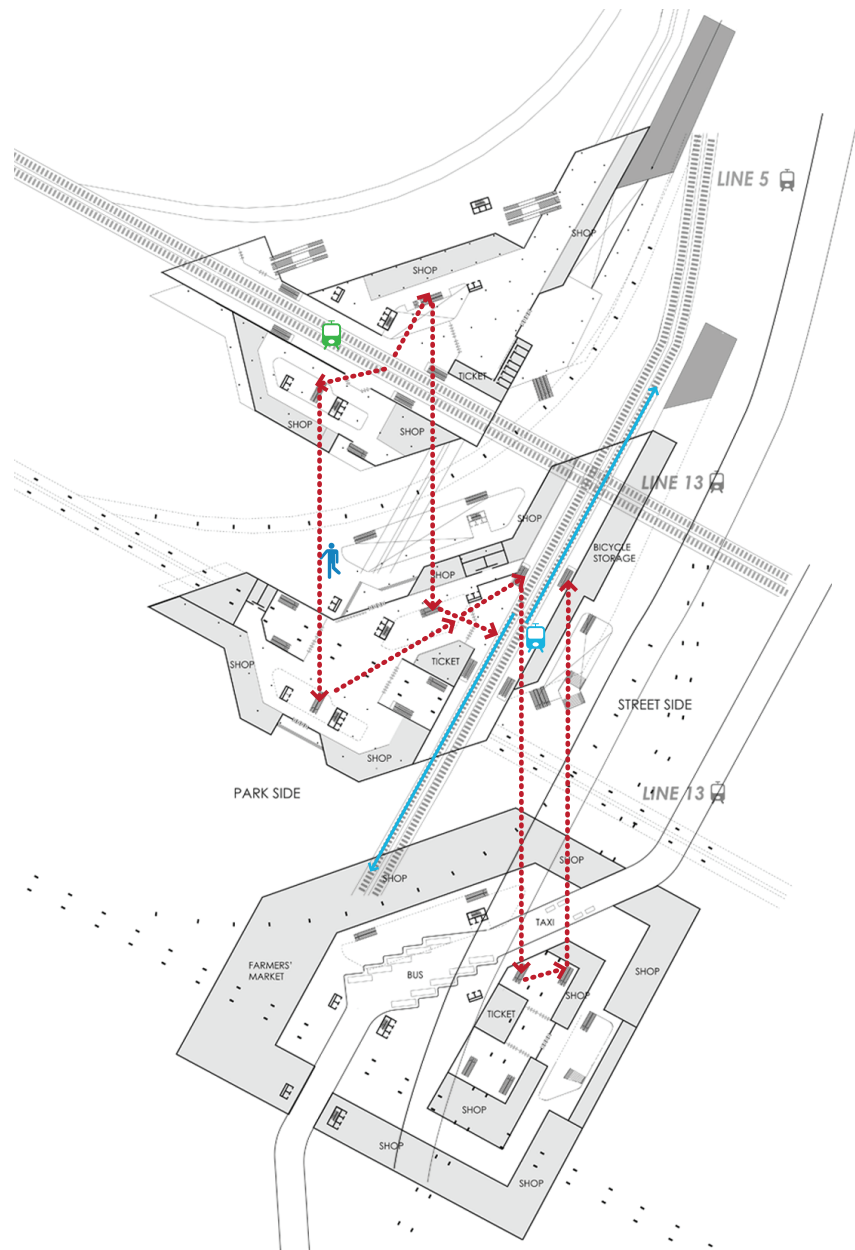 LINE 5
SHOP
SHOP
TICKET
SHOP
SHOP
LINE 13
SHOP
BICYCLE
STORAGE
SHOP
TICKET
SHOP
STREET SIDE
SHOP
PARK SIDE
LINE 13
SHOP
SHOP
TAXI
FARMERS'
MARKET
BUS
SHOP
SHOP
TICKET
SHOP
SHOP
SHOP